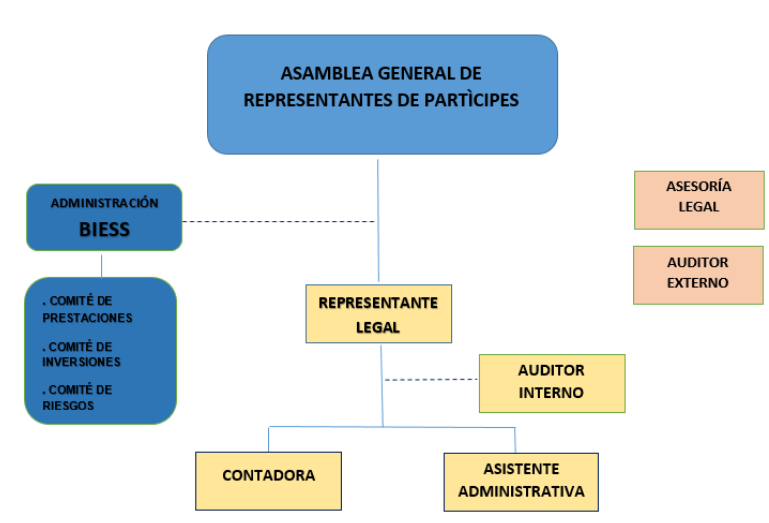 ASAMBLEA GENERAL DE
REPRESENTANTES DE PARTÌCIPES
ADMINISTRACIÓN
BIESS
ASESORÍA
LEGAL
AUDITOR
EXTERNO
. COMITÉ DE
PRESTACIONES
. COMITÉ DE
INVERSIONES
. COMITÉ DE
RIESGOS
REPRESENTANTE
LEGAL
AUDITOR
INTERNO
CONTADORA
ASISTENTE
ADMINISTRATIVA